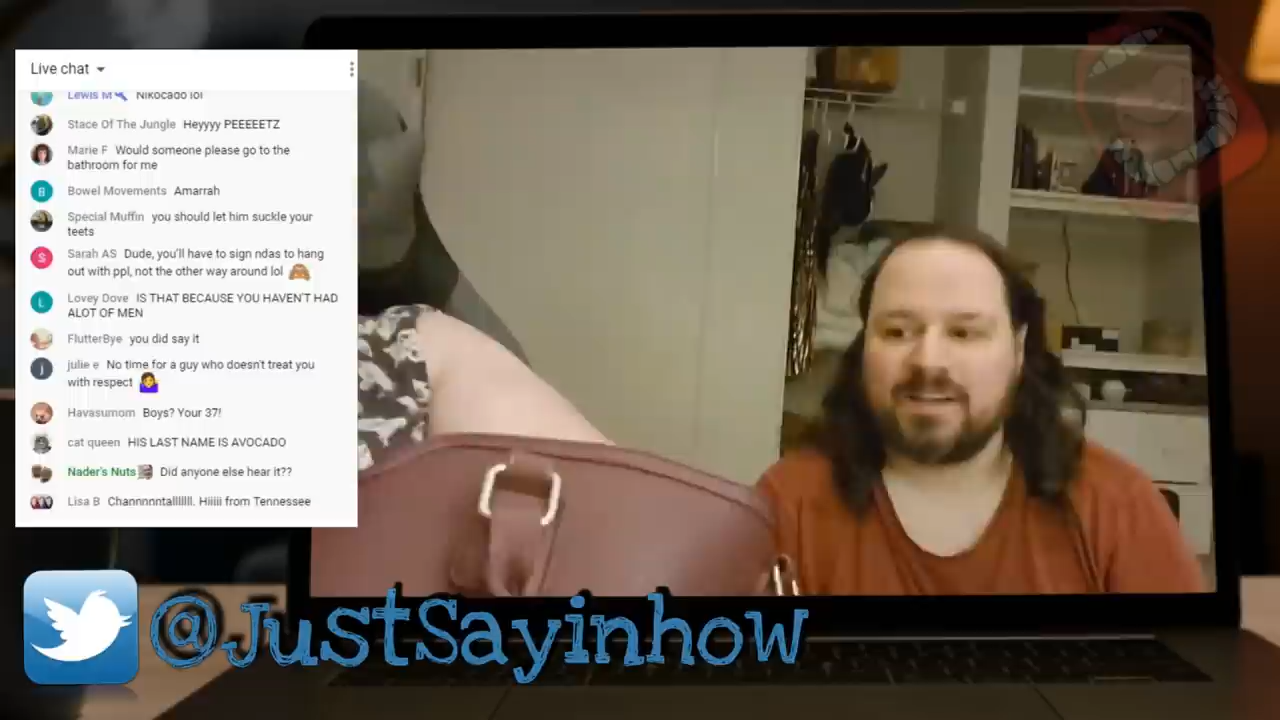 Live chat
Lewis M Nikocado lol
Stace Of The Jungle Heyyyy PEEEEETZ
Marie F Would someone please go to the
bathroom for me
B Bowel Movements Amarrah
Special Muffin you should let him suckle your
teets
S Sarah AS Dude, you'll have to sign ndas to hang
out with ppl, not the other way around lol 🙈
L Lovey Dove IS THAT BECAUSE YOU HAVEN'T HAD
ALOT OF MEN
FlutterBye you did say it
j julie e No time for a guy who doesn't treat you
with respect 🤷‍♀️
Havasumom Boys? Your 37!
cat queen HIS LAST NAME IS AVOCADO
Nader's Nuts Did anyone else hear it??
Lisa B Channnntallllll. Hiiiii from Tennessee
@JustSayinhow